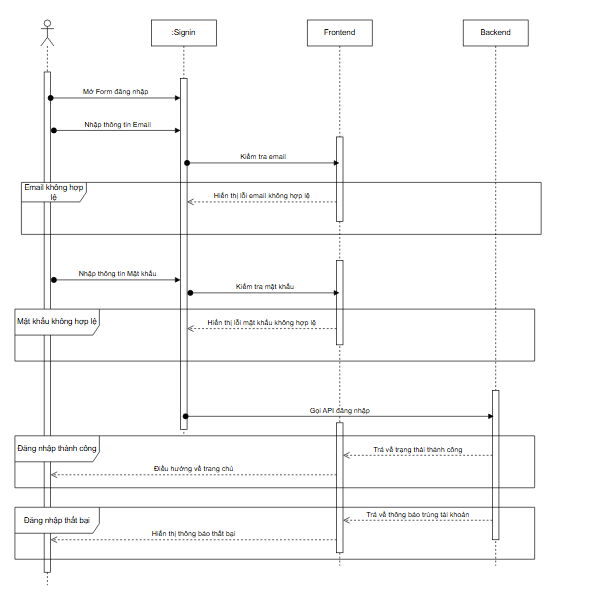 :Signin
Frontend
Backend
Mở Form đăng nhập
Nhập thông tin Email
Kiểm tra email
Email không hợp
lệ
Hiển thị lỗi email không hợp lệ
Nhập thông tin Mật khẩu
Kiểm tra mật khẩu
Mật khẩu không hợp lệ
Hiển thị lỗi mật khẩu không hợp lệ
Gọi API đăng nhập
Đăng nhập thành công
Trả về trạng thái thành công
Điều hướng về trang chủ
Đăng nhập thất bại
Trả về thông báo trùng tài khoản
Hiển thị thông báo thất bại